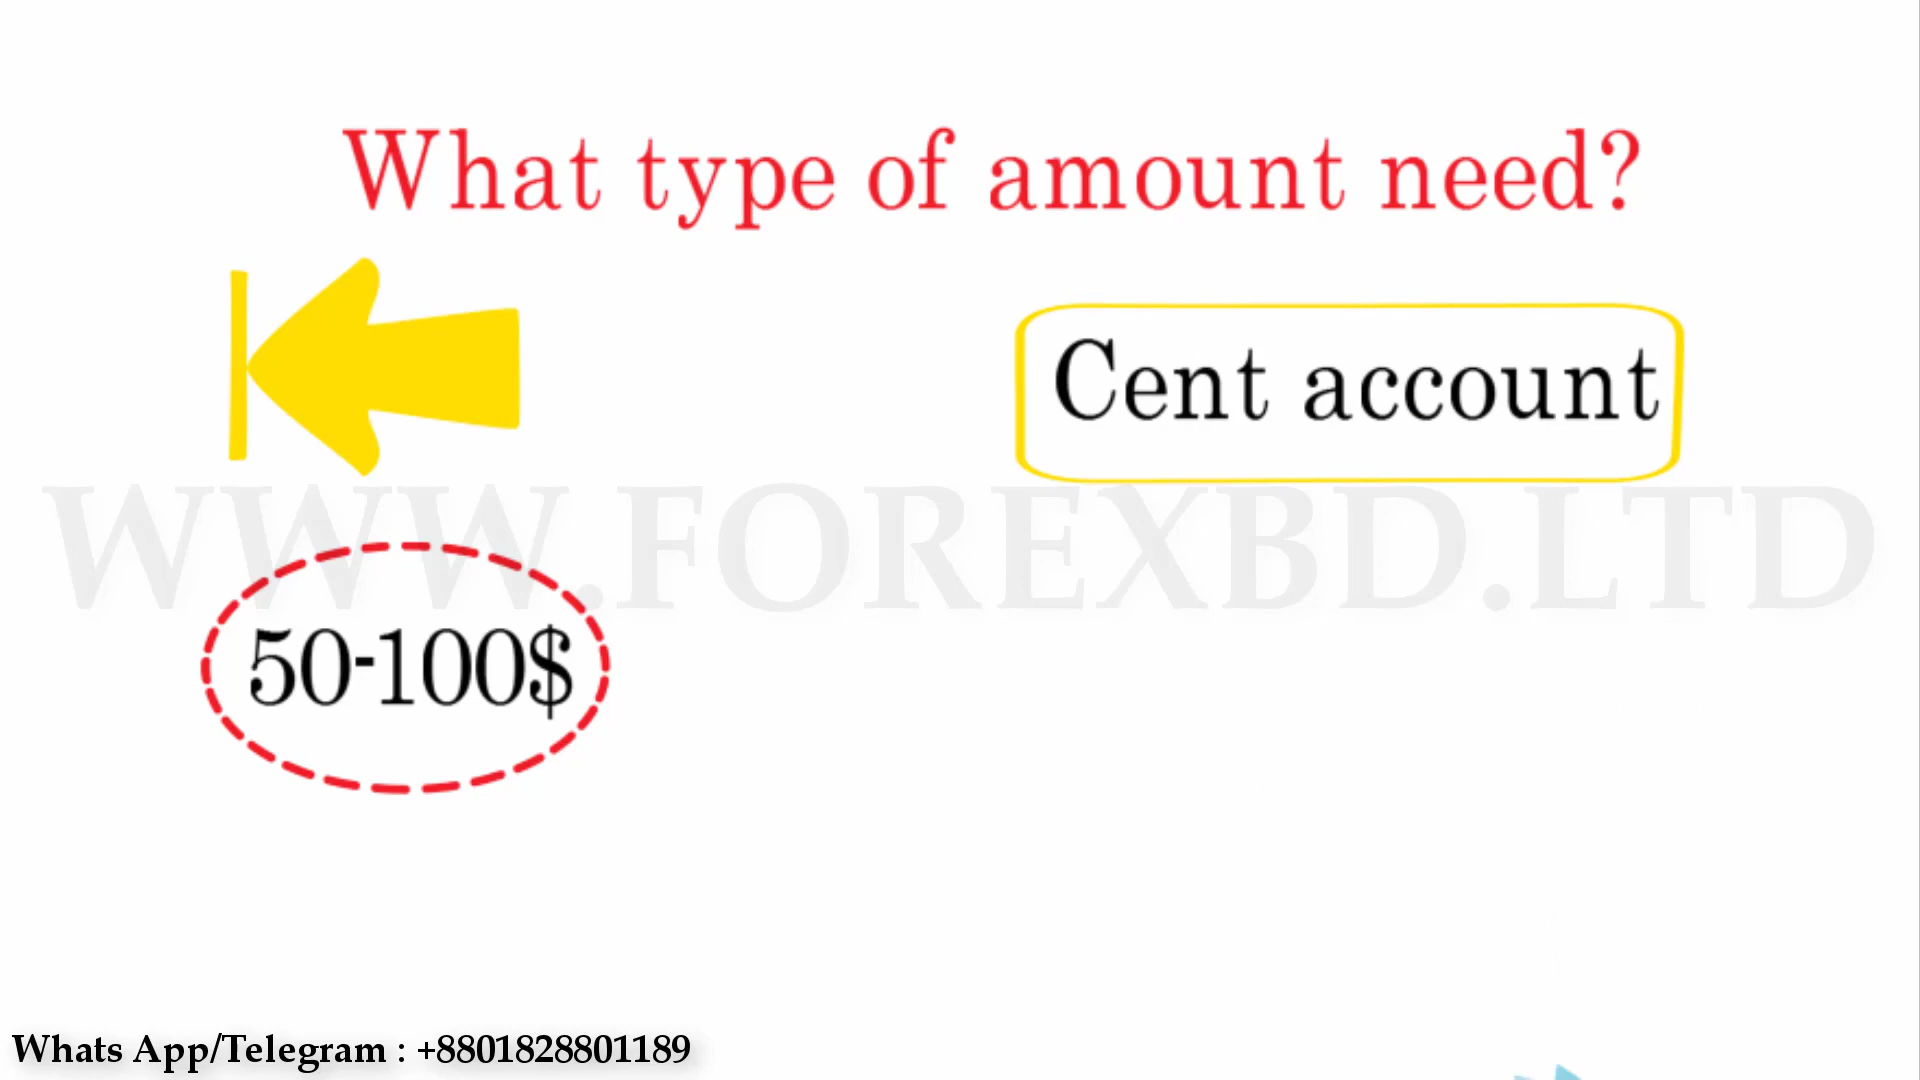 What type of amount need?
Cent account
WWW.FOREXBD.LTD
50-100$
Whats App/Telegram : +8801828801189